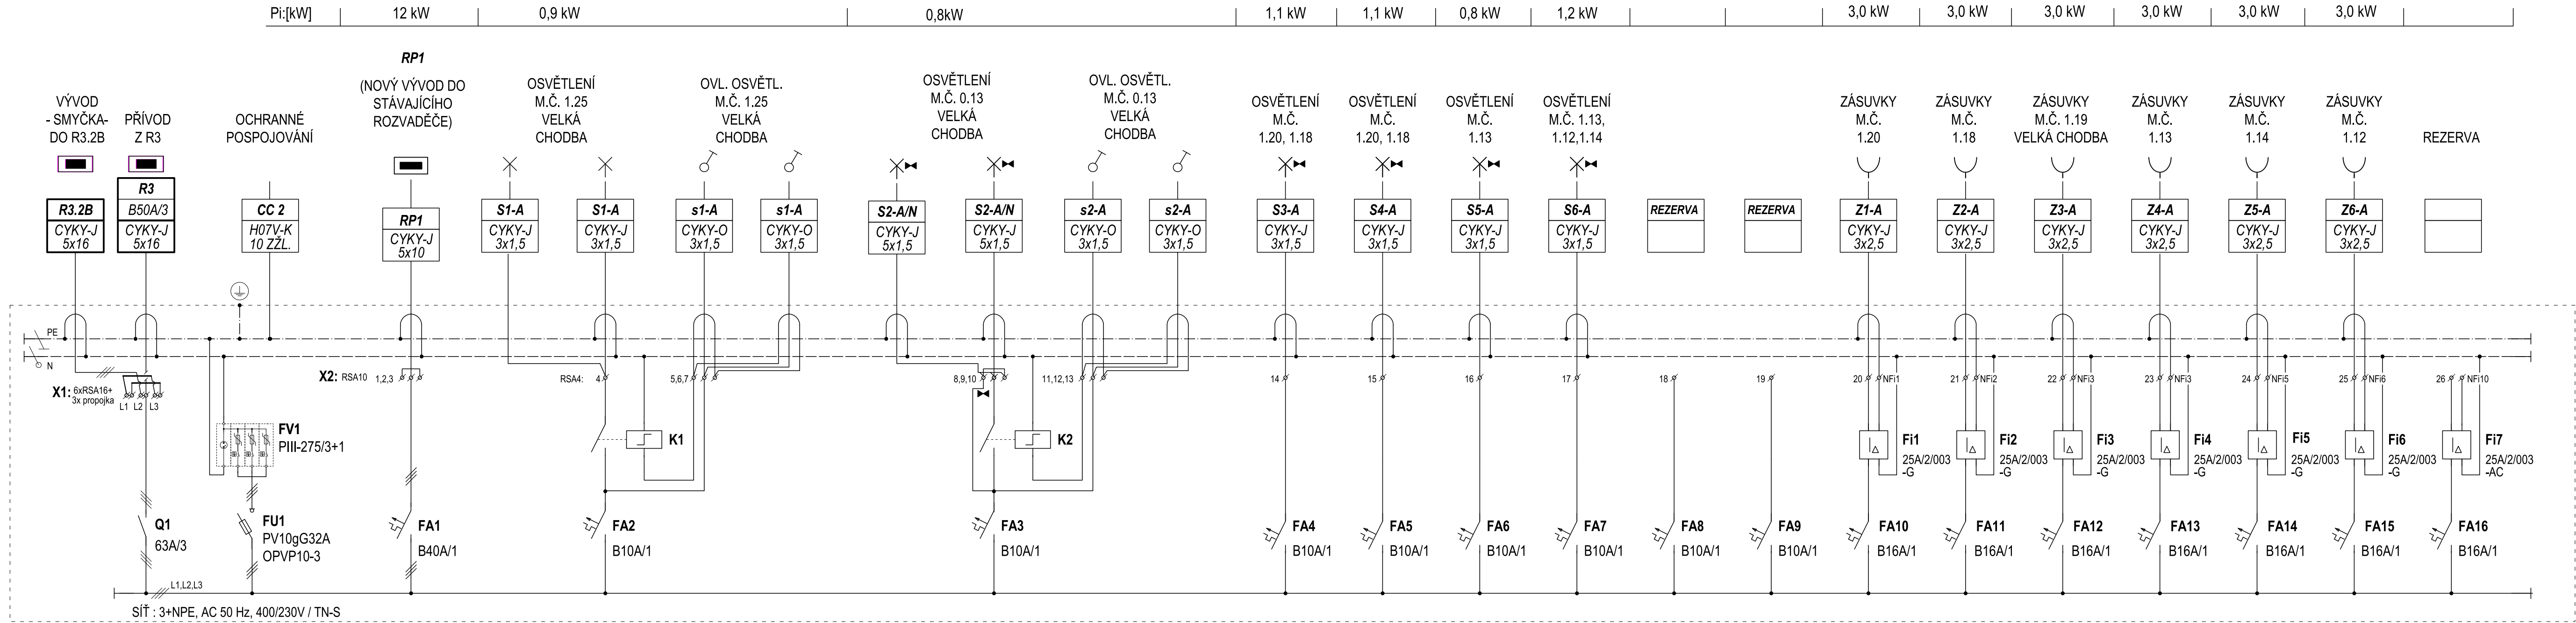 Pi:[kW]
12 kW
0,9 kW
0,8kW
1,1 kW
1,1 kW
0,8 kW
1,2 kW
3,0 kW
3,0 kW
3,0 kW
3,0 kW
3,0 kW
3,0 kW
VÝVOD
- SMYČKA-
DO R3.2B
PŘÍVOD
Z R3
OCHRANNÉ
POSPOJOVÁNÍ
RP1
(NOVÝ VÝVOD DO
STÁVAJÍCÍHO
ROZVADĚČE)
OSVĚTLENÍ
M.Č. 1.25
VELKÁ
CHODBA
OVL. OSVĚTL.
M.Č. 1.25
VELKÁ
CHODBA
OSVĚTLENÍ
M.Č. 0.13
VELKÁ
CHODBA
OVL. OSVĚTL.
M.Č. 0.13
VELKÁ
CHODBA
OSVĚTLENÍ
M.Č.
1.20, 1.18
OSVĚTLENÍ
M.Č.
1.20, 1.18
OSVĚTLENÍ
M.Č.
1.13
OSVĚTLENÍ
M.Č. 1.13,
1.12,1.14
ZÁSUVKY
M.Č.
1.20
ZÁSUVKY
M.Č.
1.18
ZÁSUVKY
M.Č. 1.19
VELKÁ CHODBA
ZÁSUVKY
M.Č.
1.13
ZÁSUVKY
M.Č.
1.14
ZÁSUVKY
M.Č.
1.12
REZERVA
R3.2B
CYKY-J
5x16
R3
B50A/3
CYKY-J
5x16
CC 2
H07V-K
10 ZŽL.
RP1
CYKY-J
5x10
S1-A
CYKY-J
3x1,5
S1-A
CYKY-J
3x1,5
s1-A
CYKY-O
3x1,5
s1-A
CYKY-O
3x1,5
S2-A/N
CYKY-J
5x1,5
S2-A/N
CYKY-J
5x1,5
s2-A
CYKY-O
3x1,5
s2-A
CYKY-O
3x1,5
S3-A
CYKY-J
3x1,5
S4-A
CYKY-J
3x1,5
S5-A
CYKY-J
3x1,5
S6-A
CYKY-J
3x1,5
REZERVA
REZERVA
Z1-A
CYKY-J
3x2,5
Z2-A
CYKY-J
3x2,5
Z3-A
CYKY-J
3x2,5
Z4-A
CYKY-J
3x2,5
Z5-A
CYKY-J
3x2,5
Z6-A
CYKY-J
3x2,5
PE
N
X1: 6xRSA16+
3x propojka
L1 L2 L3
X2: RSA10 1,2,3
RSA4: 4
5,6,7
8,9,10
11,12,13
14
15
16
17
18
19
20 NFi1
21 NFi2
22 NFi3
23 NFi3
24 NFi5
25 NFi6
26 NFi10
FV1
PIII-275/3+1
K1
K2
Fi1
25A/2/003
-G
Fi2
25A/2/003
-G
Fi3
25A/2/003
-G
Fi4
25A/2/003
-G
Fi5
25A/2/003
-G
Fi6
25A/2/003
-G
Fi7
25A/2/003
-AC
Q1
63A/3
FU1
PV10gG32A
OPVP10-3
FA1
B40A/1
FA2
B10A/1
FA3
B10A/1
FA4
B10A/1
FA5
B10A/1
FA6
B10A/1
FA7
B10A/1
FA8
B10A/1
FA9
B10A/1
FA10
B16A/1
FA11
B16A/1
FA12
B16A/1
FA13
B16A/1
FA14
B16A/1
FA15
B16A/1
FA16
B16A/1
L1,L2,L3
SÍŤ : 3+NPE, AC 50 Hz, 400/230V / TN-S